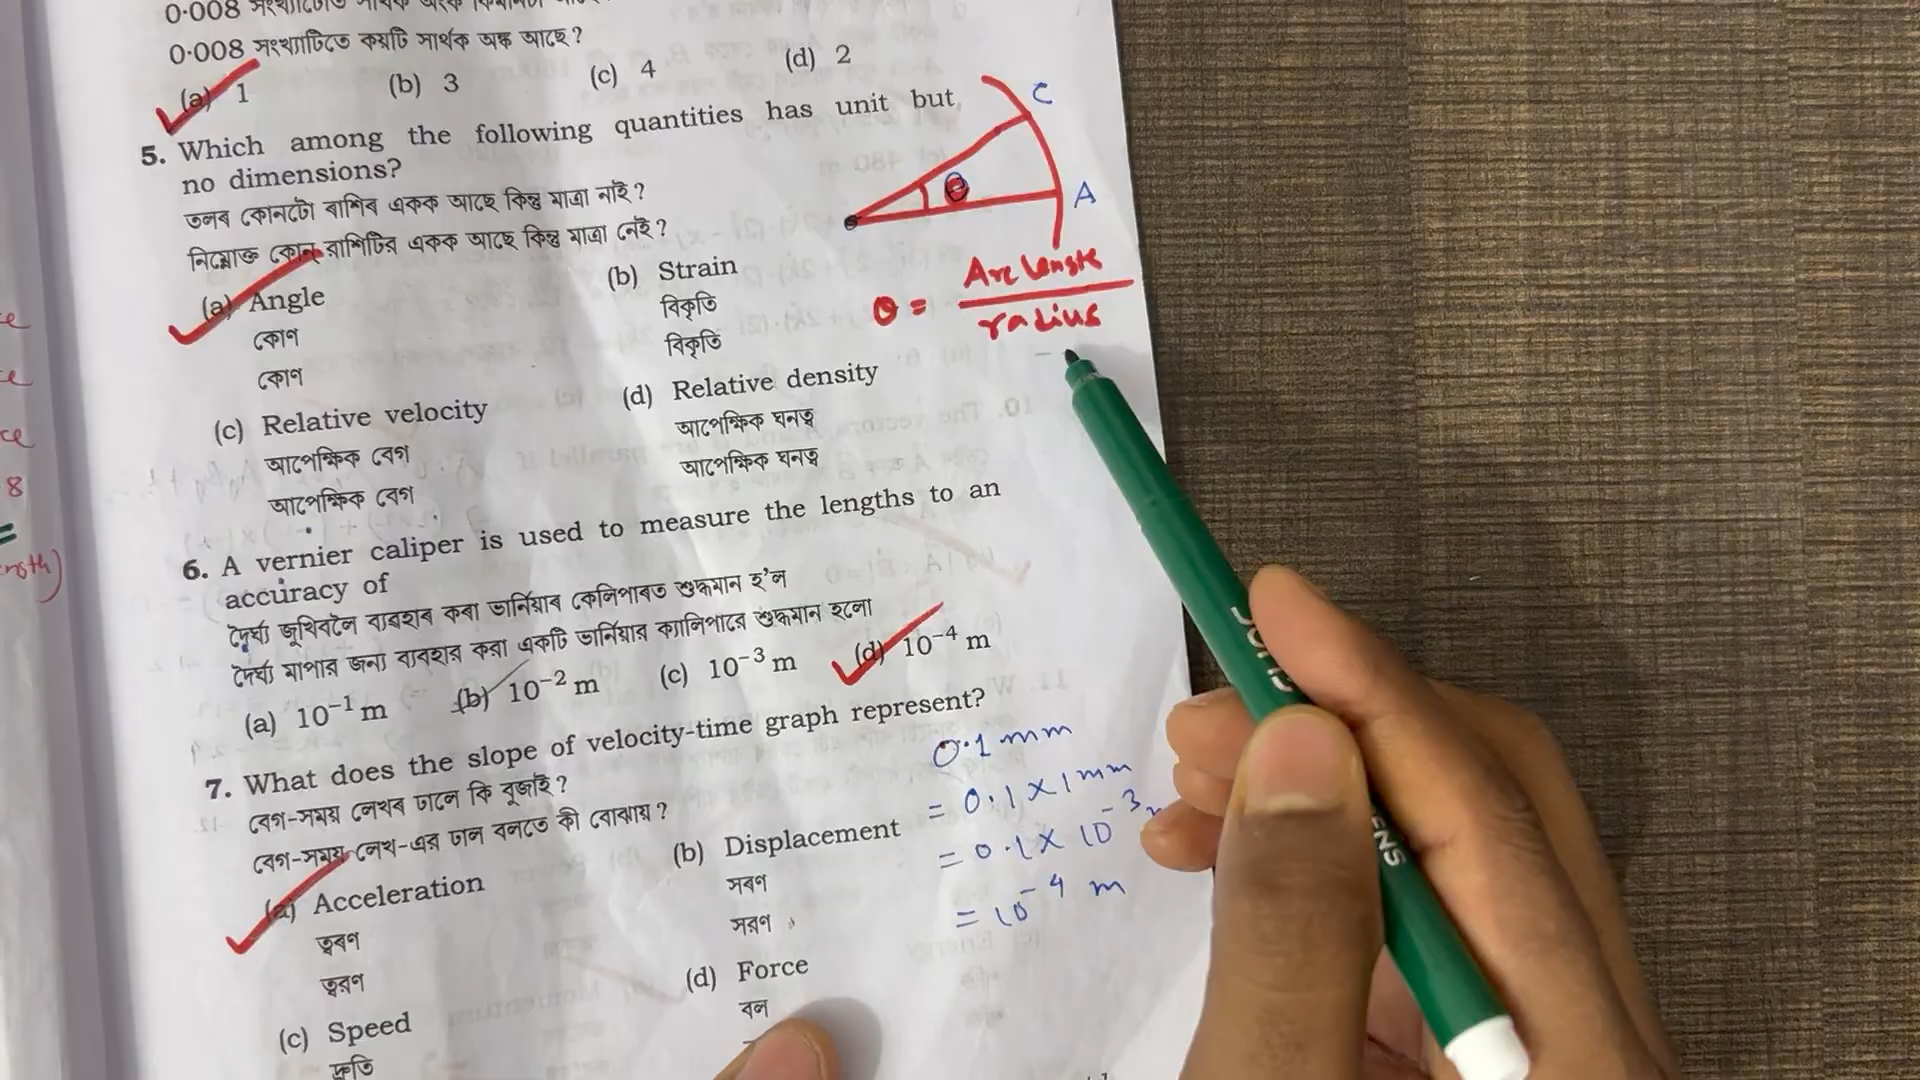 0·008
0·008 সংখ্যাটিতে কয়টি সার্থক অঙ্ক আছে?
(a) 1 (b) 3 (c) 4 (d) 2
5. Which among the following quantities has unit but
no dimensions?
তলৰ কোনটো ৰাশিৰ একক আছে কিন্তু মাত্ৰা নাই?
নিম্নোক্ত কোন্ রাশিটির একক আছে কিন্তু মাত্রা নেই?
(a) Angle (b) Strain
কোণ বিকৃতি
কোণ বিকৃতি
(c) Relative velocity (d) Relative density
আপেক্ষিক বেগ আপেক্ষিক ঘনত্ব
আপেক্ষিক বেগ আপেক্ষিক ঘনত্ব
C
θ
A
θ = Arc length
radius
6. A vernier caliper is used to measure the lengths to an
accuracy of
দৈৰ্ঘ্য জুখিবলৈ ব্যৱহাৰ কৰা ভাৰ্নিয়াৰ কেলিপাৰত শুদ্ধমান হ'ল
দৈর্ঘ্য মাপার জন্য ব্যবহার করা একটি ভার্নিয়ার ক্যালিপারে শুদ্ধমান হলো
(a) 10⁻¹ m (b) 10⁻² m (c) 10⁻³ m (d) 10⁻⁴ m
7. What does the slope of velocity-time graph represent?
বেগ-সময় লেখৰ ঢালে কি বুজাই?
বেগ-সময় লেখ-এর ঢাল বলতে কী বোঝায়?
(a) Acceleration (b) Displacement
ত্বৰণ সৰণ
ত্বরণ সরণ
(c) Speed (d) Force
দ্ৰুতি বল
0.1 mm
= 0.1 × 1 mm
= 0.1 × 10⁻³
= 10⁻⁴ m
8